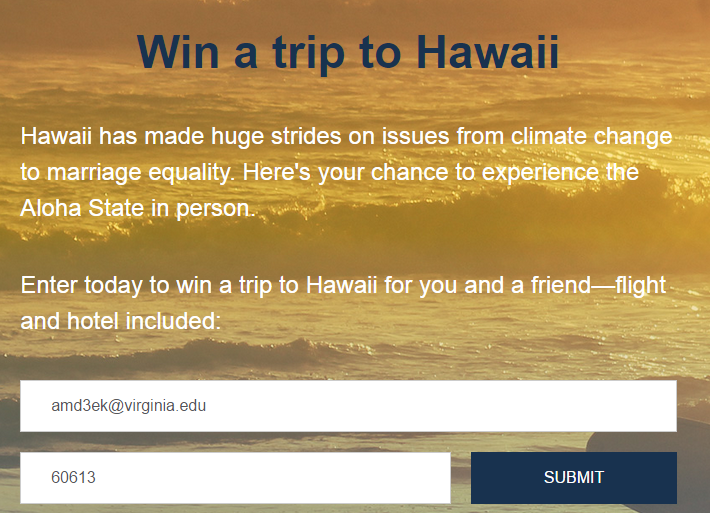 Win a trip to Hawaii
Hawaii has made huge strides on issues from climate change
to marriage equality. Here's your chance to experience the
Aloha State in person.
Enter today to win a trip to Hawaii for you and a friend—flight
and hotel included:
amd3ek@virginia.edu
60613
SUBMIT